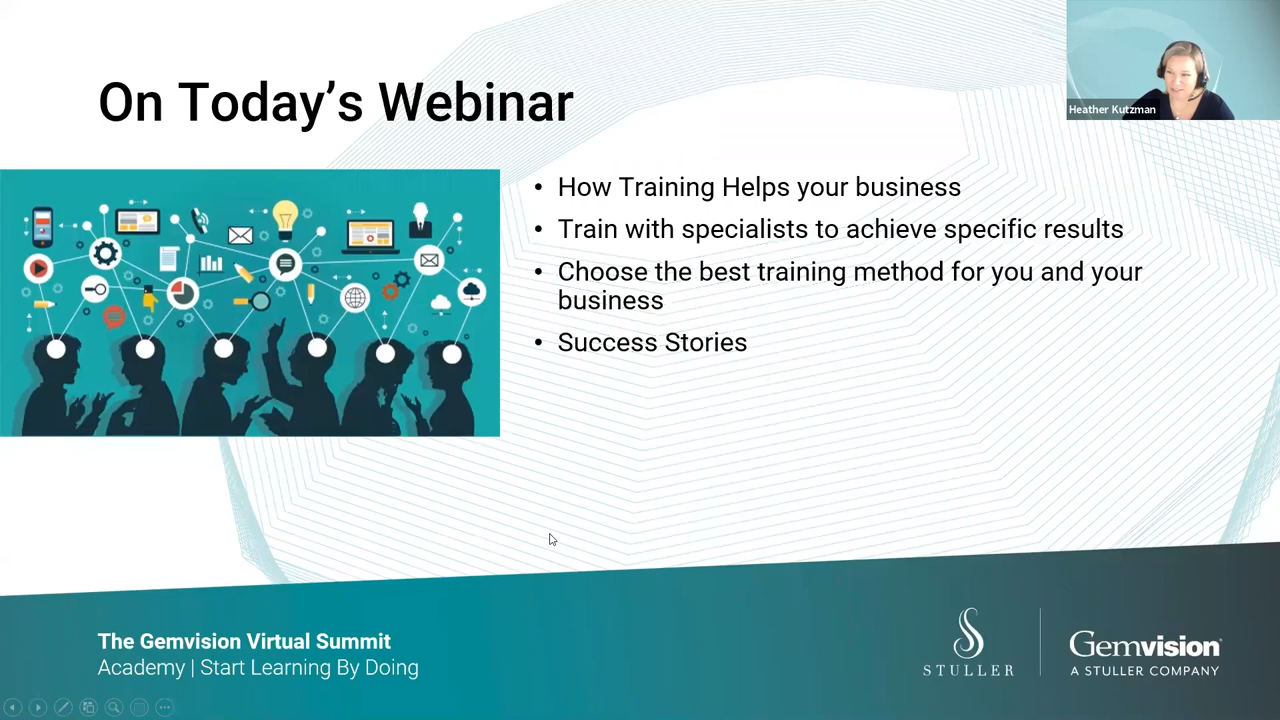 On Today's Webinar
Heather Kutzman
• How Training Helps your business
• Train with specialists to achieve specific results
• Choose the best training method for you and your
business
• Success Stories
The Gemvision Virtual Summit
Academy | Start Learning By Doing
STULLER
Gemvision®
A STULLER COMPANY